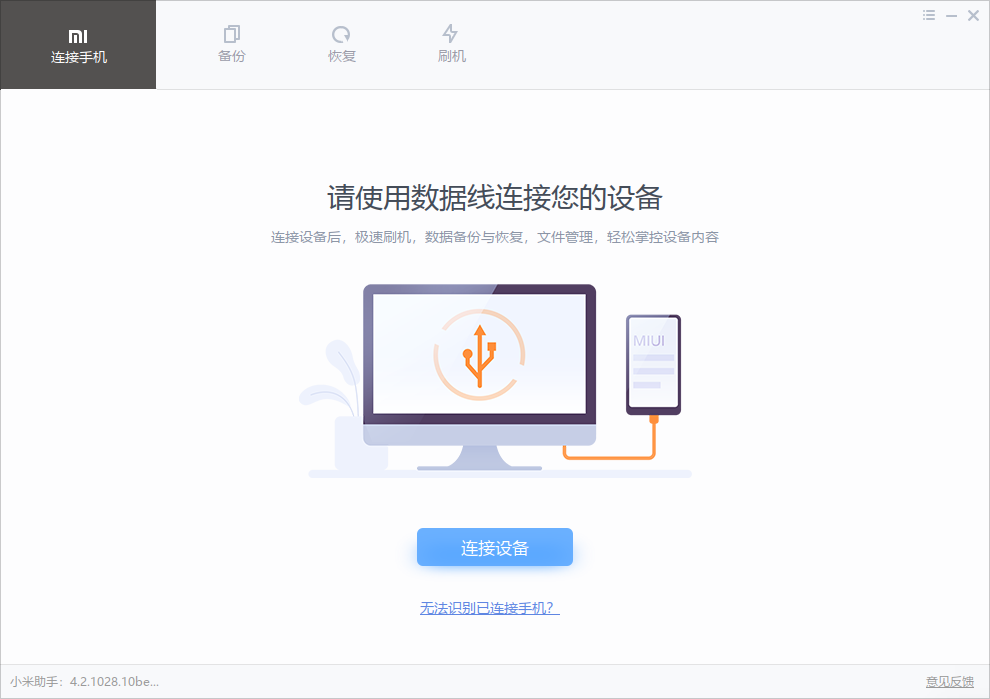 连接手机
备份
恢复
刷机
请使用数据线连接您的设备
连接设备后，极速刷机，数据备份与恢复，文件管理，轻松掌控设备内容
MIUI
连接设备
无法识别已连接手机？
小米助手：4.2.1028.10be...
意见反馈